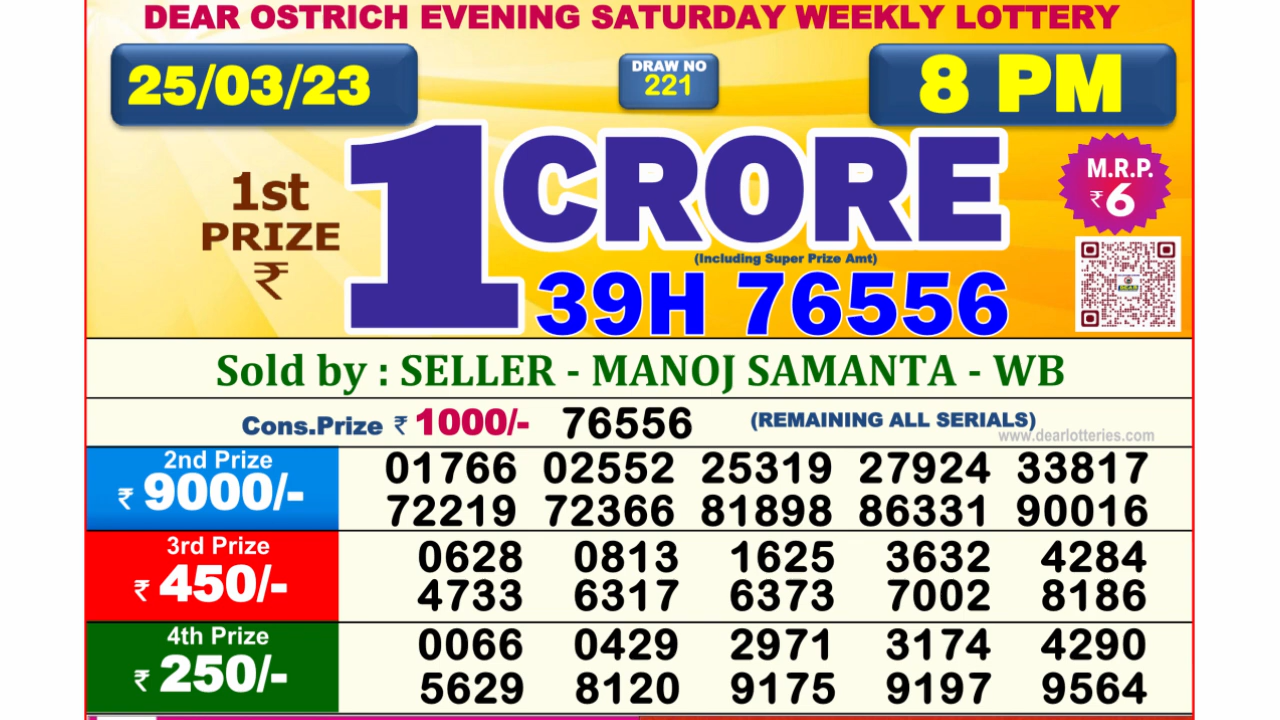 DEAR OSTRICH EVENING SATURDAY WEEKLY LOTTERY
25/03/23
DRAW NO
221
8 PM
1st
PRIZE
₹
1 CRORE
(Including Super Prize Amt)
39H 76556
M.R.P.
₹ 6
Sold by : SELLER - MANOJ SAMANTA - WB
Cons.Prize ₹ 1000/- 76556 (REMAINING ALL SERIALS)
www.dearlotteries.com
2nd Prize
₹ 9000/-
01766 02552 25319 27924 33817
72219 72366 81898 86331 90016
3rd Prize
₹ 450/-
0628 0813 1625 3632 4284
4733 6317 6373 7002 8186
4th Prize
₹ 250/-
0066 0429 2971 3174 4290
5629 8120 9175 9197 9564